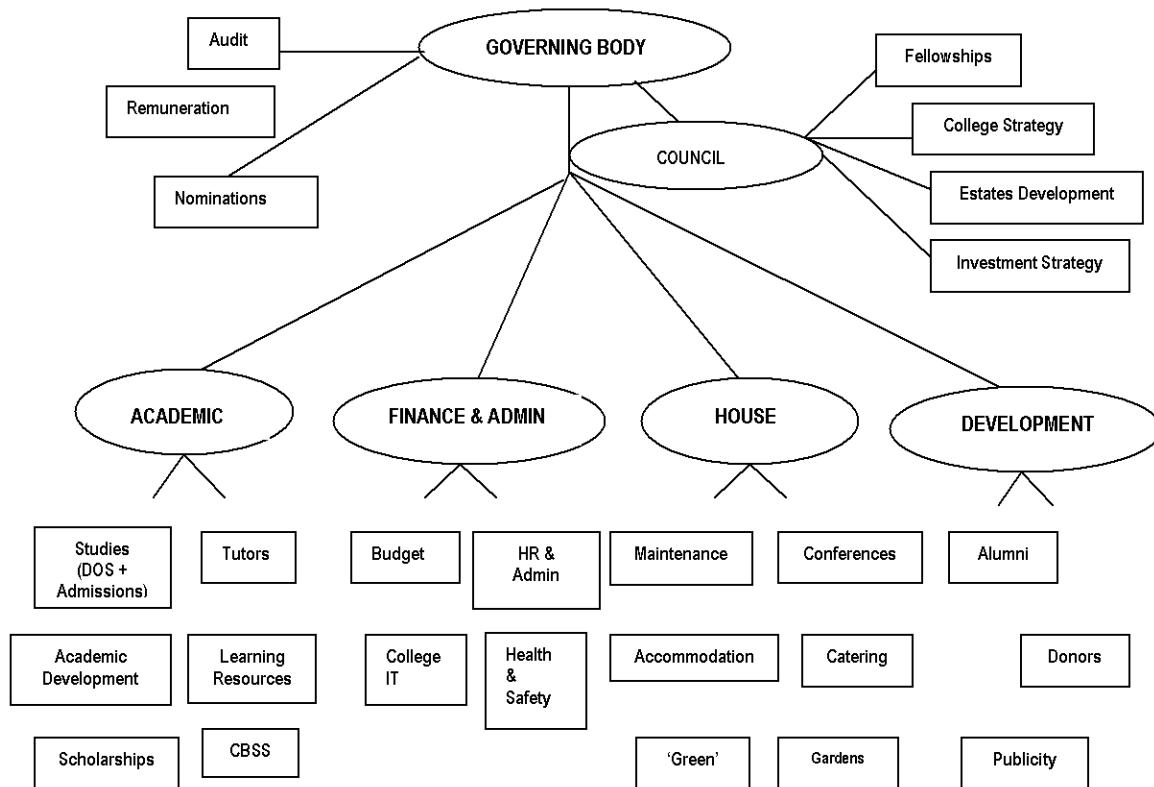 Audit
GOVERNING BODY
Fellowships
Remuneration
College Strategy
COUNCIL
Nominations
Estates Development
Investment Strategy
ACADEMIC
FINANCE & ADMIN
HOUSE
DEVELOPMENT
Studies
(DOS +
Admissions)
Tutors
Budget
HR &
Admin
Maintenance
Conferences
Alumni
Academic
Development
Learning
Resources
College
IT
Health
&
Safety
Accommodation
Catering
Donors
Scholarships
CBSS
‘Green’
Gardens
Publicity